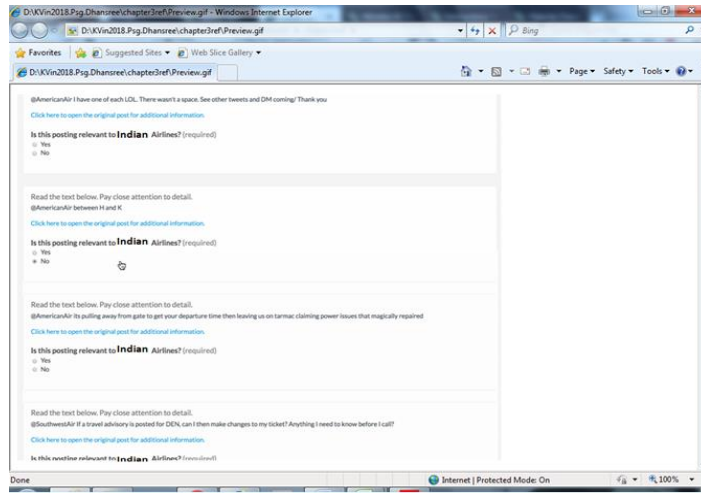 D:\KVin2018.Psg.Dhansree\chapter3ref\Preview.gif - Windows Internet Explorer
D:\KVin2018.Psg.Dhansree\chapter3ref\Preview.gif
Bing
Favorites
Suggested Sites
Web Slice Gallery
D:\KVin2018.Psg.Dhansree\chapter3ref\Preview.gif
Page Safety Tools
@AmericanAir I have one of each LOL. There wasn't a space. See other tweets and DM coming/ Thank you
Click here to open the original post for additional information.
Is this posting relevant to Indian Airlines? (required)
Yes
No
Read the text below. Pay close attention to detail.
@AmericanAir between H and K
Click here to open the original post for additional information.
Is this posting relevant to Indian Airlines? (required)
Yes
No
Read the text below. Pay close attention to detail.
@AmericanAir its pulling away from gate to get your departure time then leaving us on tarmac claiming power issues that magically repaired
Click here to open the original post for additional information.
Is this posting relevant to Indian Airlines? (required)
Yes
No
Read the text below. Pay close attention to detail.
@SouthwestAir If a travel advisory is posted for DEN, can I then make changes to my ticket? Anything I need to know before I call?
Click here to open the original post for additional information.
Is this posting relevant to Indian Airlines? (required)
Done
Internet | Protected Mode: On
100%